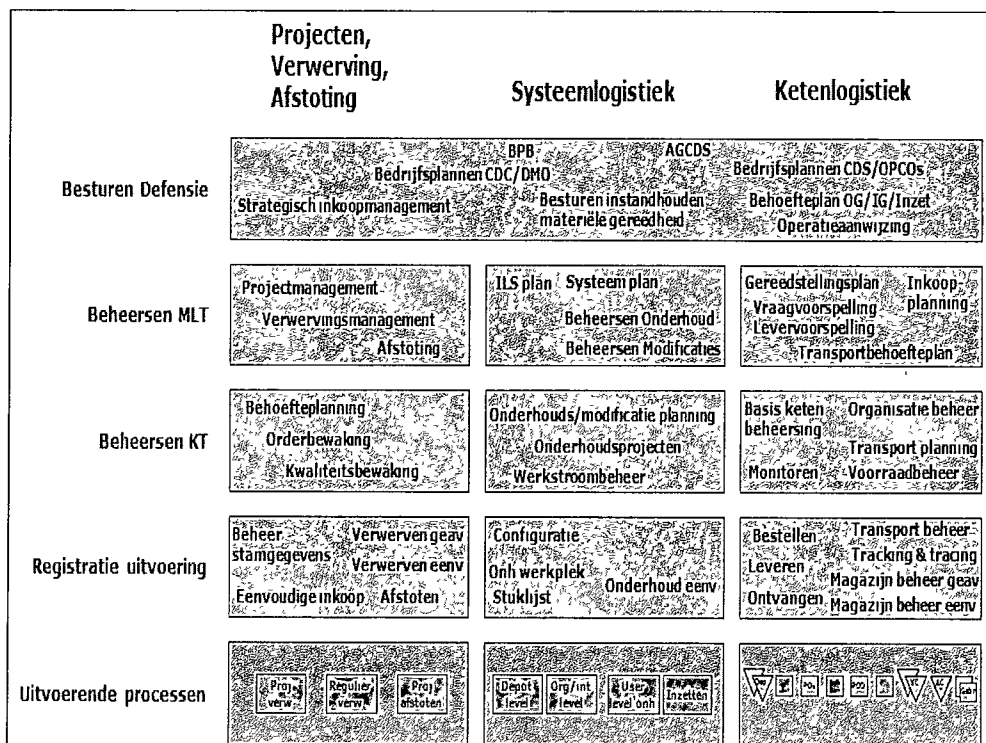 Projecten,
Verwerving,
Afstoting
Systeemlogistiek
Ketenlogistiek
Besturen Defensie
BPB
AGCDS
Bedrijfsplannen CDC/DMO
Bedrijfsplannen CDS/OPCOs
Strategisch inkoopmanagement
Besturen instandhouden
materiële gereedheid
Behoefteplan OG/IG/Inzet
Operatieaanwijzing
Beheersen MLT
Projectmanagement
Verwervingsmanagement
Afstoting
ILS plan
Systeem plan
Beheersen Onderhoud
Beheersen Modificaties
Gereedstellingsplan
Inkoop-
planning
Vraagvoorspelling
Levervoorspelling
Transportbehoefteplan
Beheersen KT
Behoefteplanning
Orderbewaking
Kwaliteitsbewaking
Onderhouds/modificatie planning
Onderhoudsprojecten
Werkstroombeheer
Basis keten
beheersing
Organisatie beheer
Transport planning
Monitoren
Voorraadbeheer
Registratie uitvoering
Beheer
stamgegevens
Verwerven geav
Verwerven eenv
Eenvoudige inkoop
Afstoten
Configuratie
Onh werkplek
Stuklijst
Onderhoud eenv
Bestellen
Leveren
Ontvangen
Transport beheer
Tracking & tracing
Magazijn beheer geav
Magazijn beheer eenv
Uitvoerende processen
Proj
verw
Regulier
verw
Proj
afstoten
Depot
level
Org/int
level
User
level onh
Inzetten